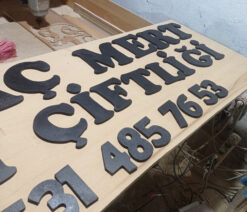 Ç MERT
ÇİFTLİĞİ
31 485 76 53